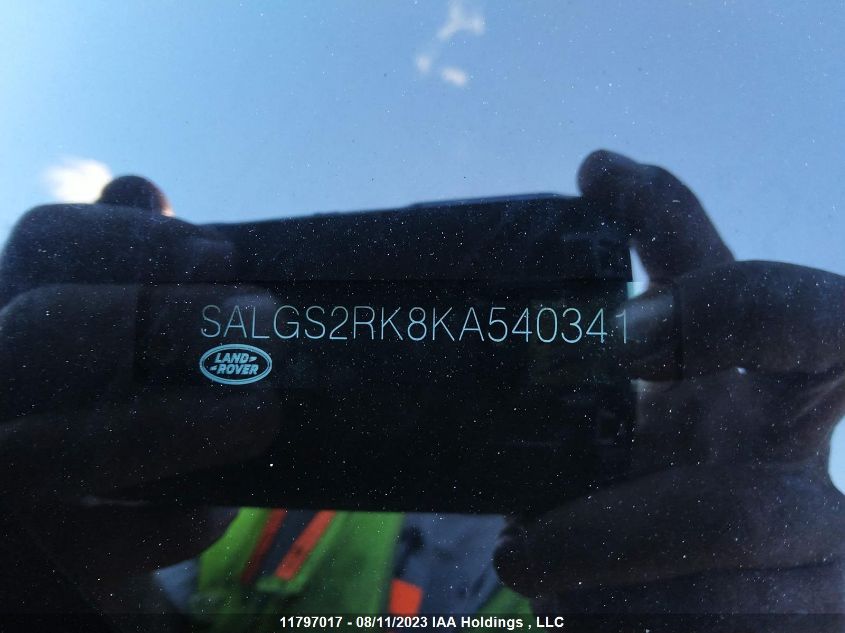 SALGS2RK8KA540341
LAND-
-ROVER
11797017 - 08/11/2023 IAA Holdings , LLC